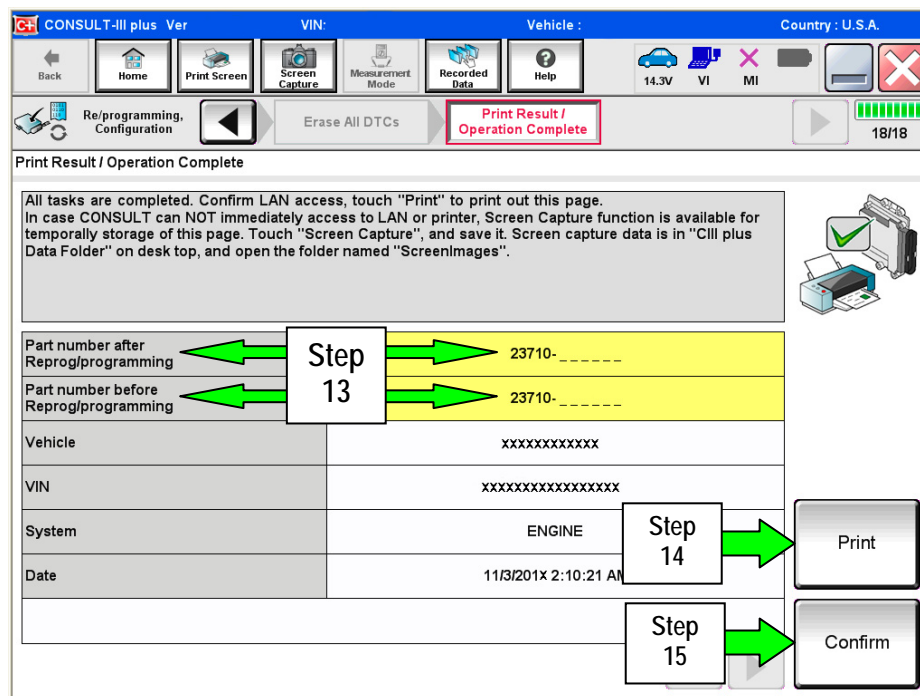 C+ CONSULT-III plus Ver VIN: Vehicle : Country : U.S.A.
Back Home Print Screen Screen Capture Measurement Mode Recorded Data Help 14.3V VI MI
Re/programming, Configuration Erase All DTCs Print Result / Operation Complete 18/18
Print Result / Operation Complete
All tasks are completed. Confirm LAN access, touch "Print" to print out this page.
In case CONSULT can NOT immediately access to LAN or printer, Screen Capture function is available for
temporally storage of this page. Touch "Screen Capture", and save it. Screen capture data is in "CIII plus
Data Folder" on desk top, and open the folder named "ScreenImages".
Part number after
Reprog/programming
23710-_ _ _ _ _ _
Step
13
Part number before
Reprog/programming
23710-_ _ _ _ _ _
Vehicle xxxxxxxxxxxx
VIN xxxxxxxxxxxxxxxxx
System ENGINE
Step
14
Print
Date 11/3/201x 2:10:21 AM
Step
15
Confirm